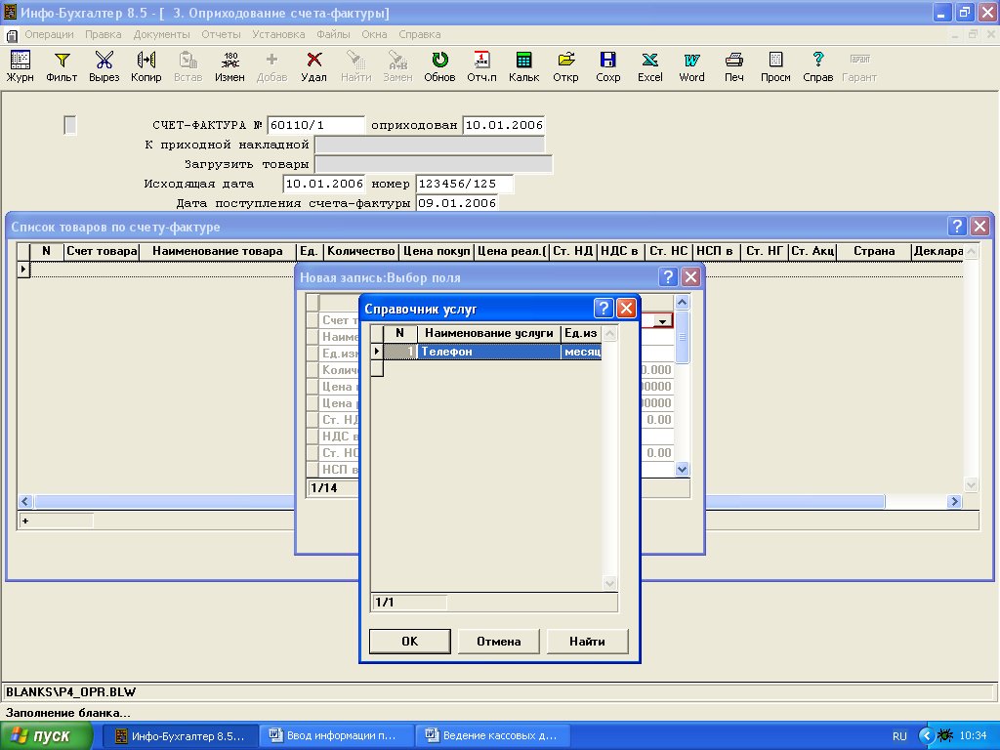 Инфо-Бухгалтер 8.5 - [ 3. Оприходование счета-фактуры]
Операции Правка Документы Отчеты Установка Файлы Окна Справка
Журн Фильт Вырез Копир Встав Измен Добав Удал Найти Замен Обнов Отч.п Кальк Откр Сохр Excel Word Печ Просм Справ Гарант
СЧЕТ-ФАКТУРА № 60110/1 оприходован 10.01.2006
К приходной накладной
Загрузить товары
Исходящая дата 10.01.2006 номер 123456/125
Дата поступления счета-фактуры 09.01.2006
Список товаров по счету-фактуре
N Счет товара Наименование товара Ед. Количество Цена покуп Цена реал.( Ст. НД НДС в Ст. НС НСП в Ст. НГ Ст. Акц Страна Деклара
Новая запись:Выбор поля
Счет т
Наиме
Ед.изм
Колич 0.000
Цена 00000
Цена 00000
Ст. НД 0.00
НДС в
Ст. НС 0.00
НСП в
1/14
+
Справочник услуг
N Наименование услуги Ед.из
1 Телефон месяц
1/1
ОК Отмена Найти
BLANKS\P4_OPR.BLW
Заполнение бланка...
пуск Инфо-Бухгалтер 8.5... Ввод информации п... Ведение кассовых д... RU 10:34